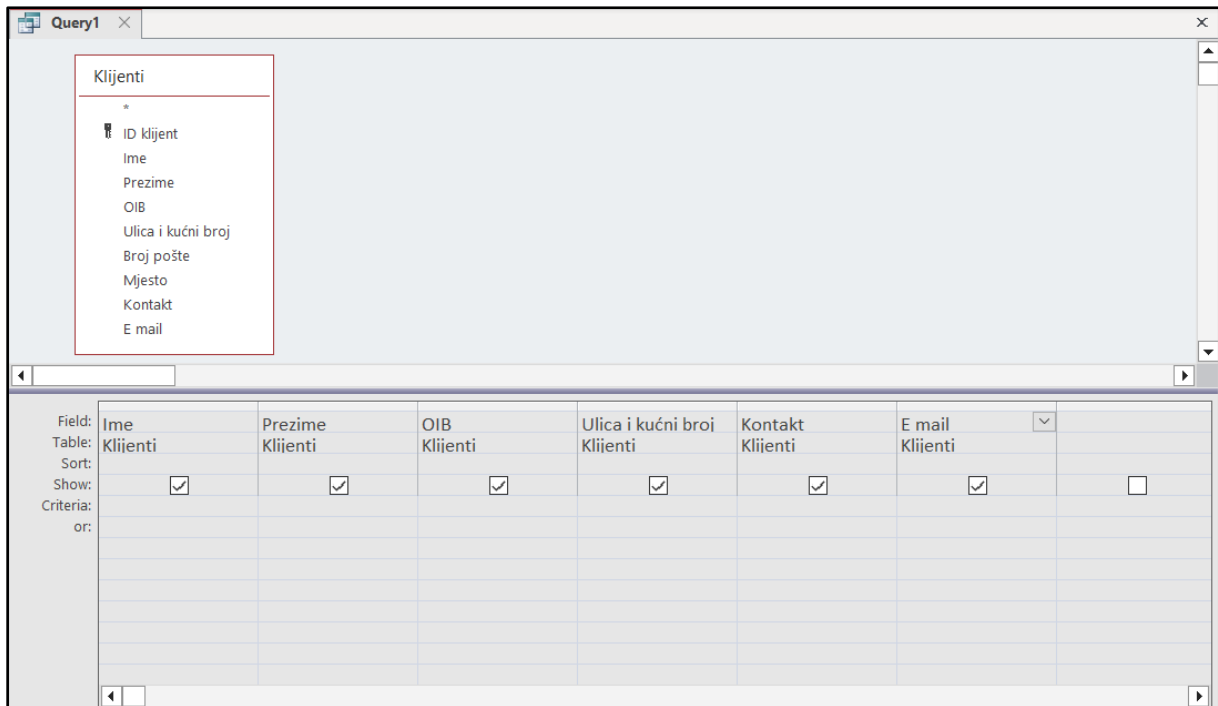 Query1
Klijenti
*
ID klijent
Ime
Prezime
OIB
Ulica i kućni broj
Broj pošte
Mjesto
Kontakt
E mail
Field: Ime Prezime OIB Ulica i kućni broj Kontakt E mail
Table: Klijenti Klijenti Klijenti Klijenti Klijenti Klijenti
Sort:
Show:
Criteria:
or: